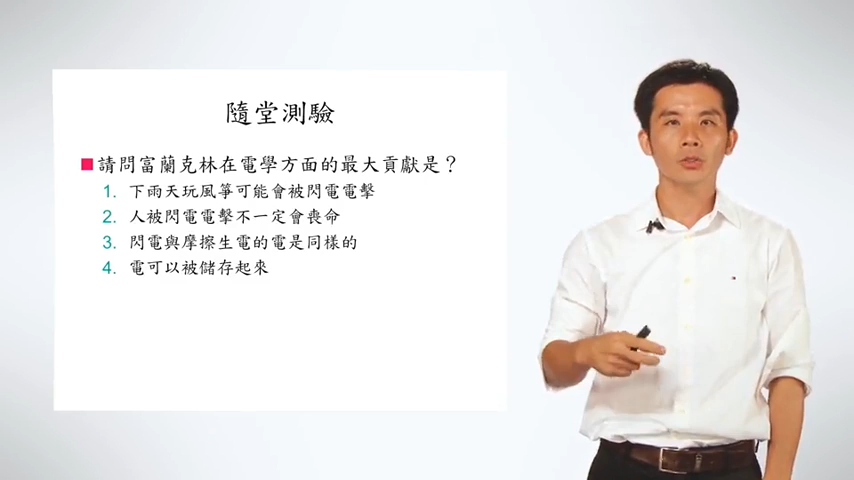 隨堂測驗
請問富蘭克林在電學方面的最大貢獻是？
1. 下雨天玩風箏可能會被閃電電擊
2. 人被閃電電擊不一定會喪命
3. 閃電與摩擦生電的電是同樣的
4. 電可以被儲存起來